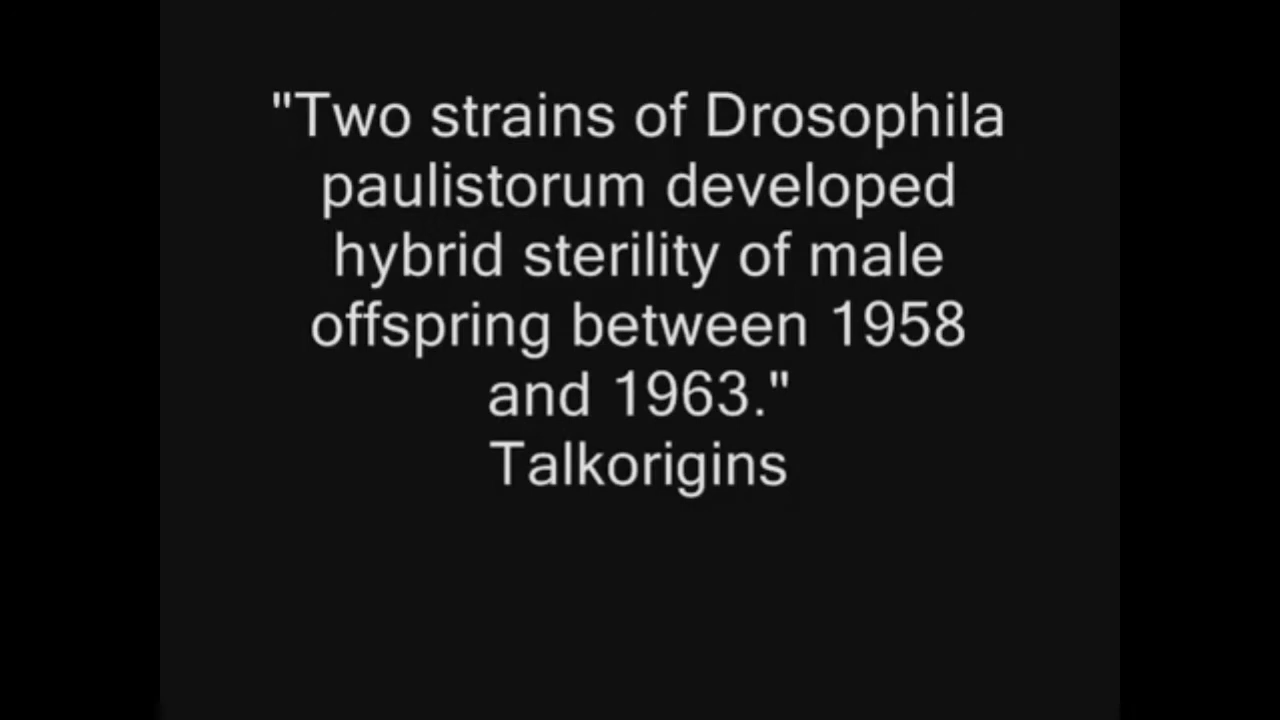 "Two strains of Drosophila
paulistorum developed
hybrid sterility of male
offspring between 1958
and 1963."
Talkorigins